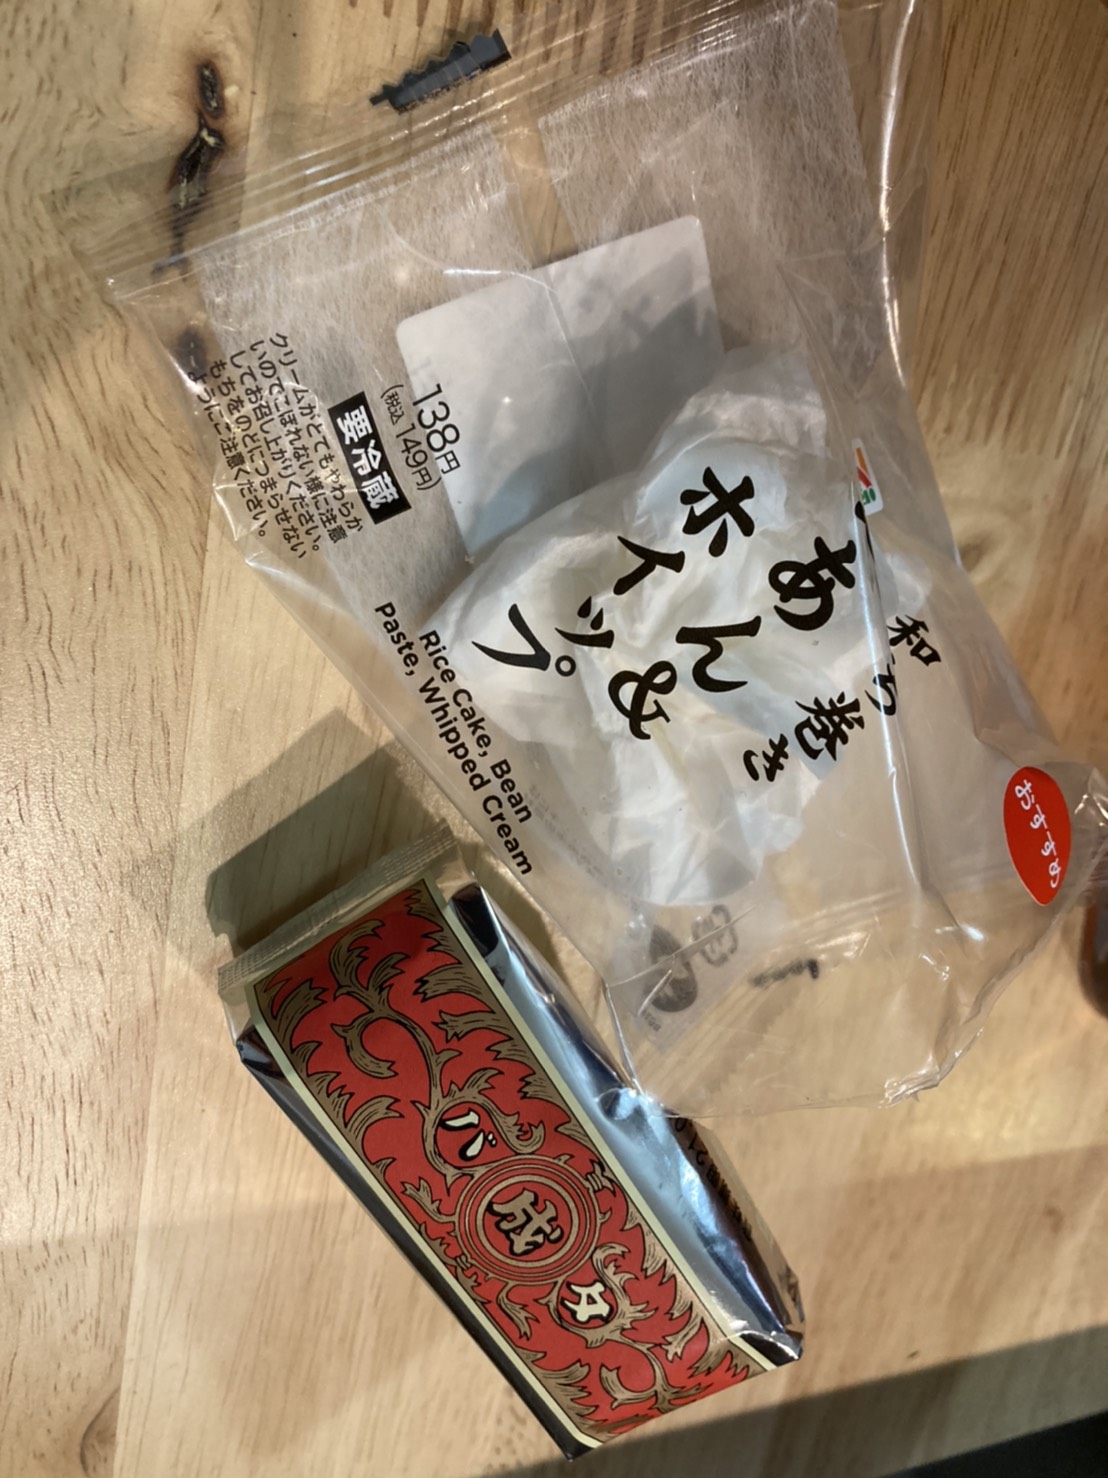 和
巻き
あん&
ホイップ
おすすめ
138円
(税込 149円)
要冷蔵
クリームがとてもやわらか
いのでこぼれない様に注意
してお召し上がりください。
もちをのどにつまらせない
ようにご注意ください。
Rice Cake, Bean
Paste, Whipped Cream
バ
成
タ